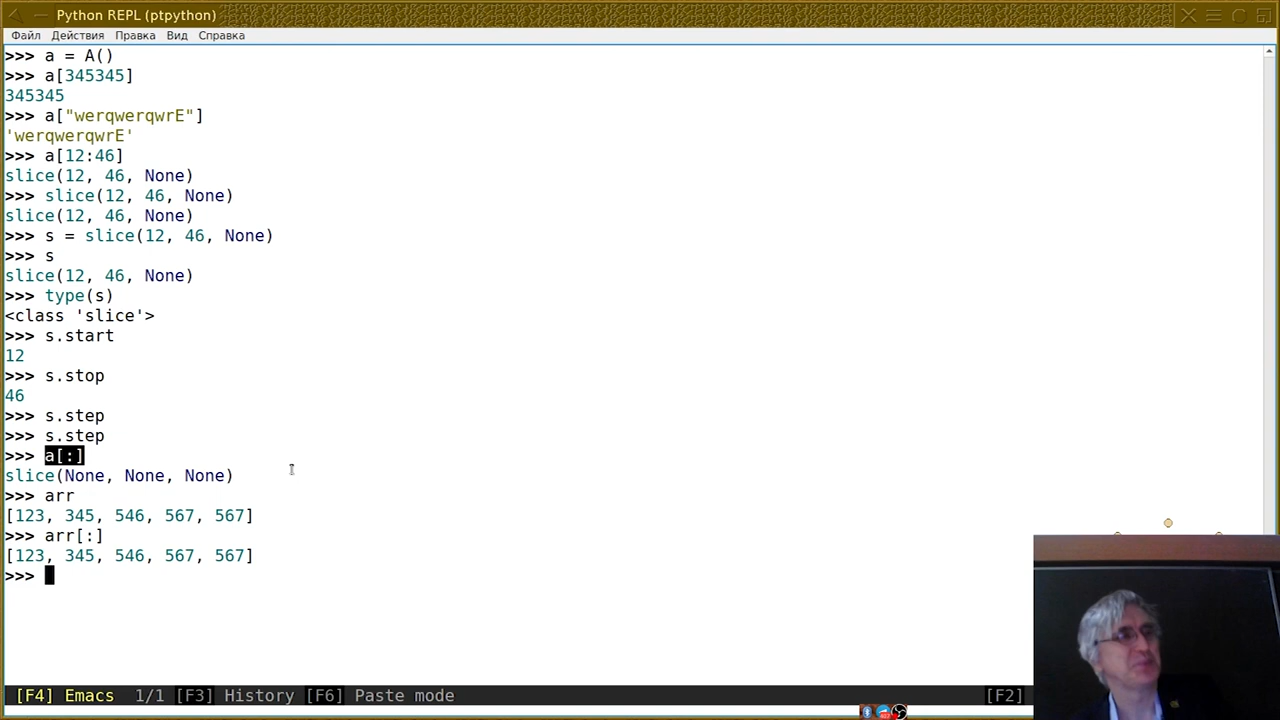 Python REPL (ptpython)
Файл Действия Правка Вид Справка
>>> a = A()
>>> a[345345]
345345
>>> a["werqwerqwrE"]
'werqwerqwrE'
>>> a[12:46]
slice(12, 46, None)
>>> slice(12, 46, None)
slice(12, 46, None)
>>> s = slice(12, 46, None)
>>> s
slice(12, 46, None)
>>> type(s)
<class 'slice'>
>>> s.start
12
>>> s.stop
46
>>> s.step
>>> s.step
>>> a[:]
slice(None, None, None)
>>> arr
[123, 345, 546, 567, 567]
>>> arr[:]
[123, 345, 546, 567, 567]
>>>
[F4] Emacs 1/1 [F3] History [F6] Paste mode [F2]